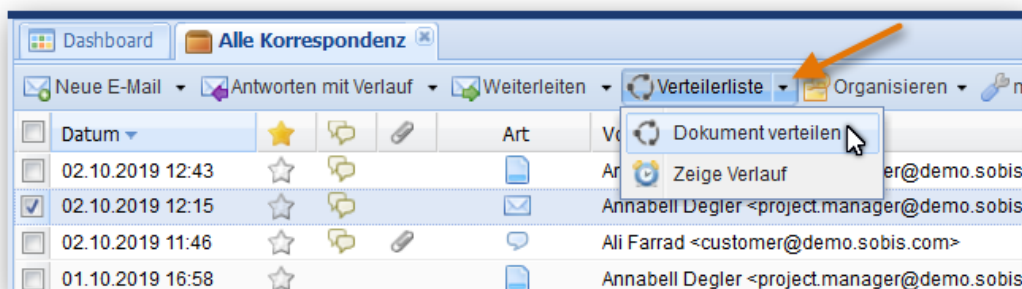 Dashboard Alle Korrespondenz
Neue E-Mail Antworten mit Verlauf Weiterleiten Verteilerliste Organisieren
Datum Art
Dokument verteilen
02.10.2019 12:43 er@demo.sobis
Zeige Verlauf
02.10.2019 12:15 Annabell Degler <project.manager@demo.sobis
02.10.2019 11:46 Ali Farrad <customer@demo.sobis.com>
01.10.2019 16:58 Annabell Degler <project.manager@demo.sobis